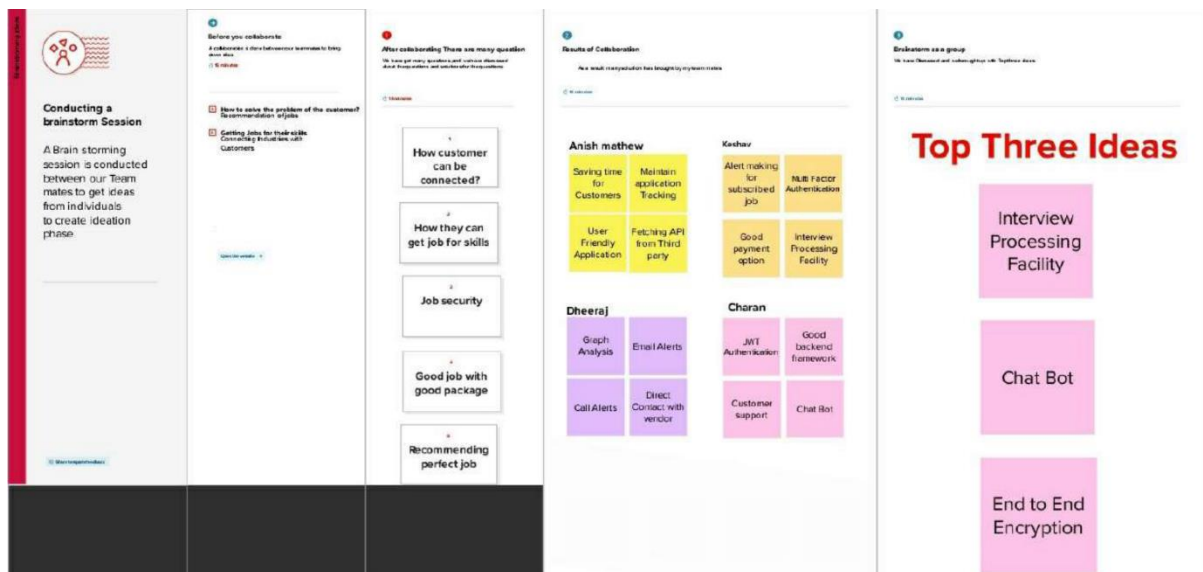 Conducting a
brainstorm Session
A Brain storming
session is conducted
between our Team
mates to get ideas
from individuals
to create ideation
phase.
Before you collaborate
How to solve the problem of the customer?
Recommendation of jobs
Getting Jobs for their skills
Connecting Industries with
Customers
1
After collaborating There are many question
1
How customer
can be
connected?
2
How they can
get job for skills
3
Job security
4
Good job with
good package
Recommending
perfect job
2
Results of Collaboration
Anish mathew
Saving time
for
Customers
Maintain
application
Tracking
User
Friendly
Application
Fetching API
from Third
party
Keshav
Alert making
for
subscribed
job
Multi Factor
Authentication
Good
payment
option
Interview
Processing
Facility
Dheeraj
Graph
Analysis
Email Alerts
Call Alerts
Direct
Contact with
vendor
Charan
JWT
Authentication
Good
backend
framework
Customer
support
Chat Bot
3
Brainstorm as a group
Top Three Ideas
Interview
Processing
Facility
Chat Bot
End to End
Encryption